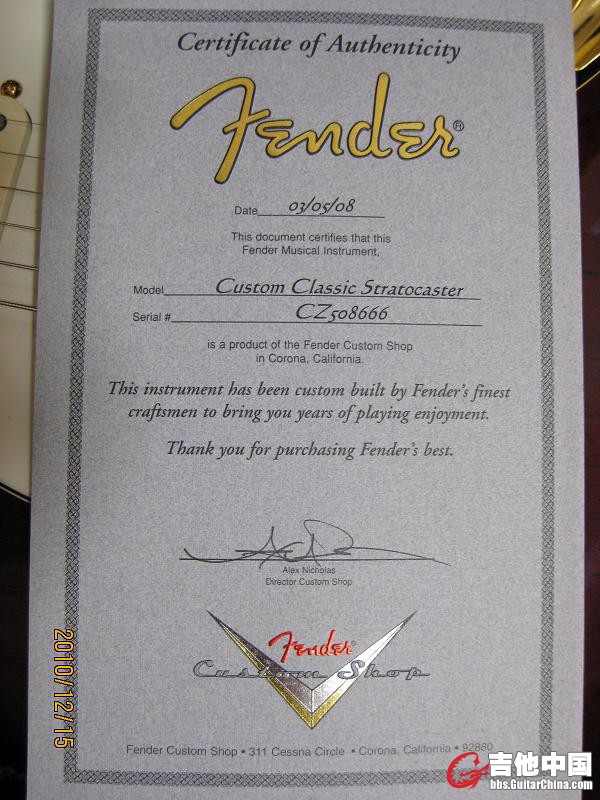 Certificate of Authenticity
Fender®
Date 03/05/08
This document certifies that this
Fender Musical Instrument,
Model Custom Classic Stratocaster
Serial # CZ508666
is a product of the Fender Custom Shop
in Corona, California.
This instrument has been custom built by Fender's finest
craftsmen to bring you years of playing enjoyment.
Thank you for purchasing Fender's best.
Alex Nicholas
Director Custom Shop
Fender®
Custom Shop
Fender Custom Shop • 311 Cessna Circle • Corona, California • 92880
2010/12/15
吉他中国
bbs.GuitarChina.com